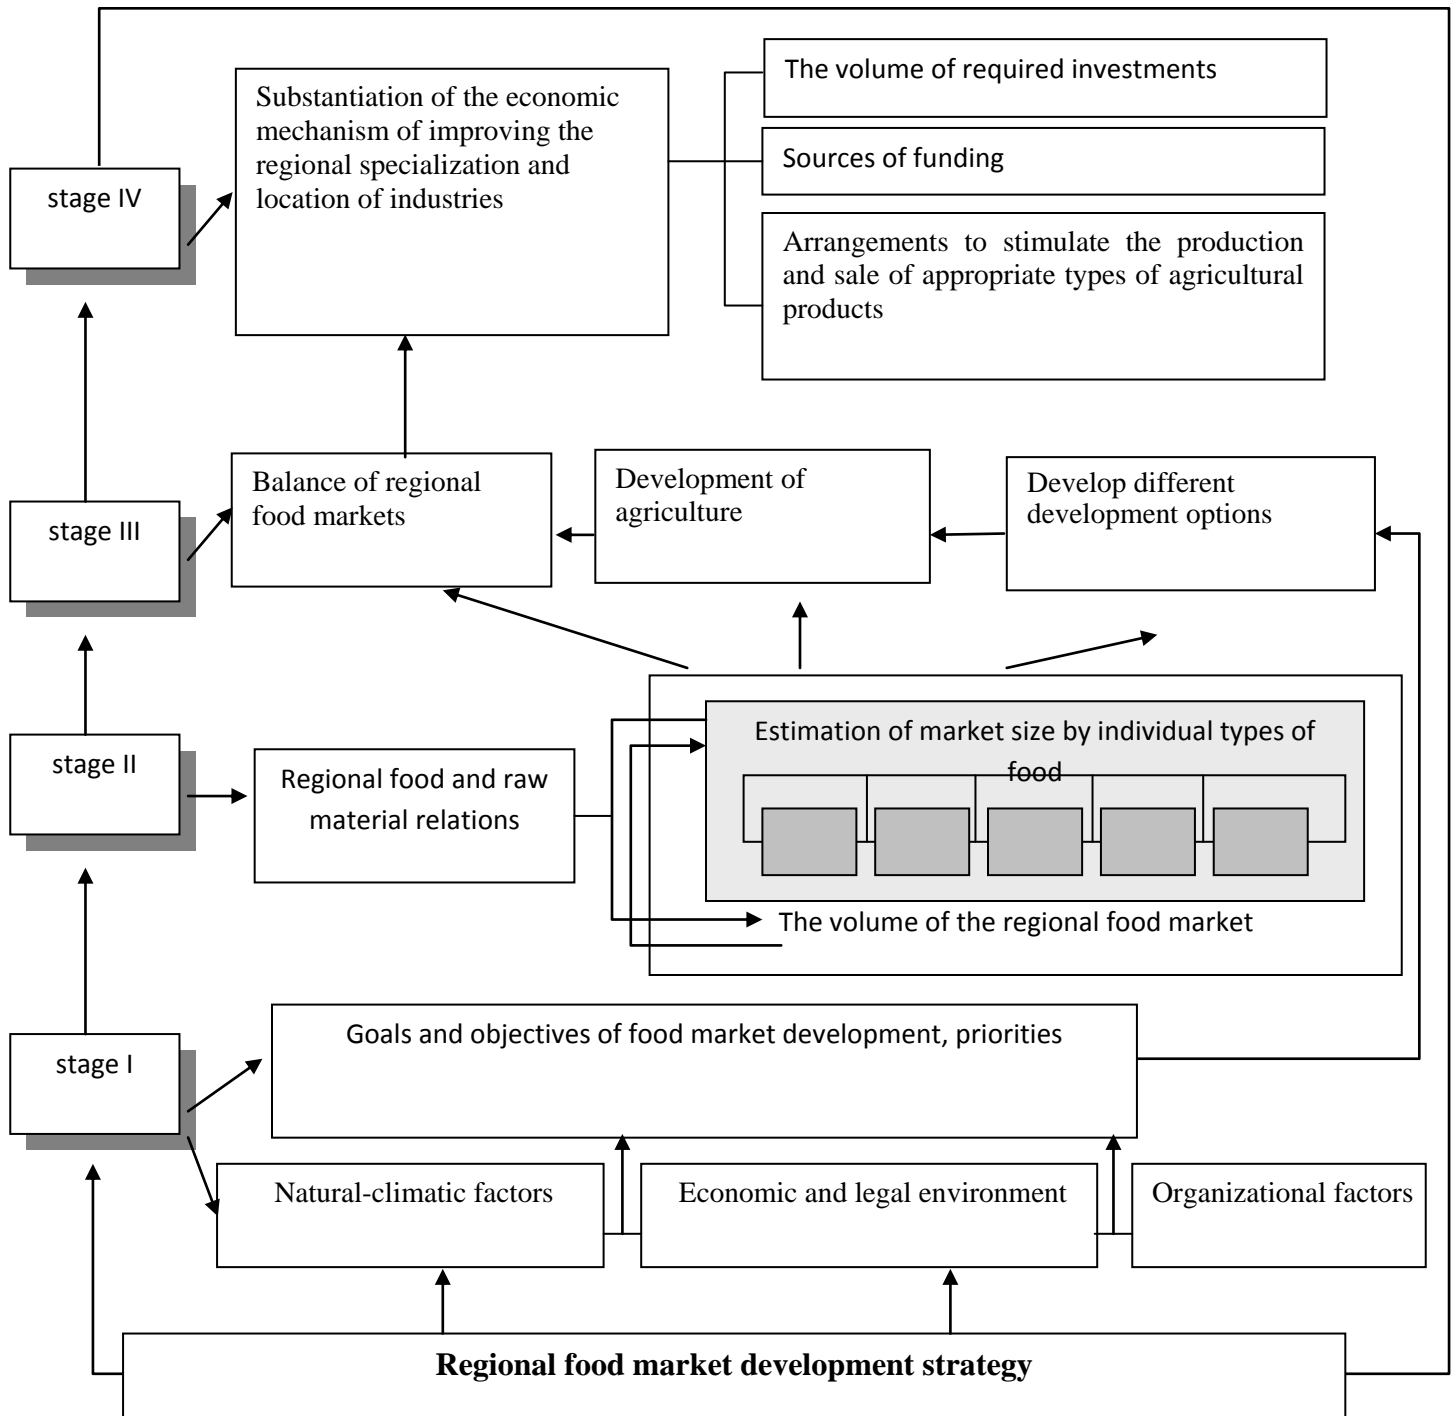 The volume of required investments
Substantiation of the economic
mechanism of improving the
regional specialization and
location of industries
Sources of funding
stage IV
Arrangements to stimulate the production
and sale of appropriate types of agricultural
products
Balance of regional
food markets
Development of
agriculture
Develop different
development options
stage III
Estimation of market size by individual types of
food
stage II
Regional food and raw
material relations
The volume of the regional food market
Goals and objectives of food market development, priorities
stage I
Natural-climatic factors
Economic and legal environment
Organizational factors
Regional food market development strategy